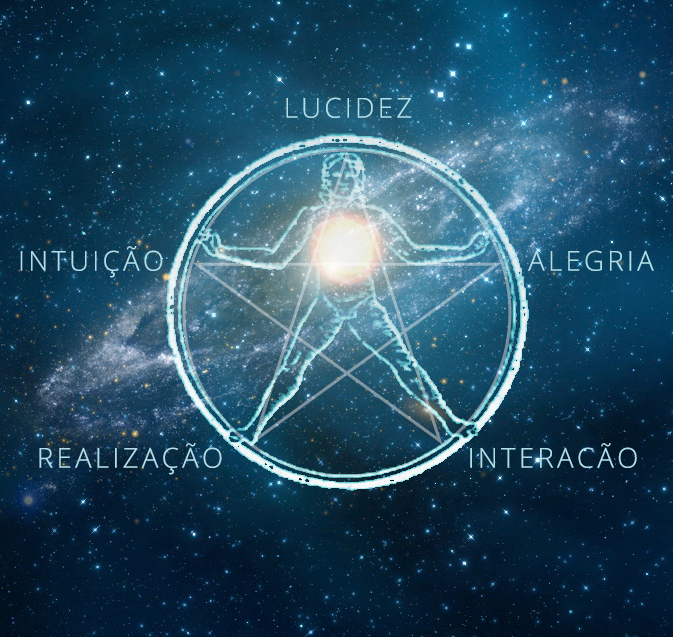 LUCIDEZ
INTUIÇÃO
ALEGRIA
REALIZAÇÃO
INTERACÃO